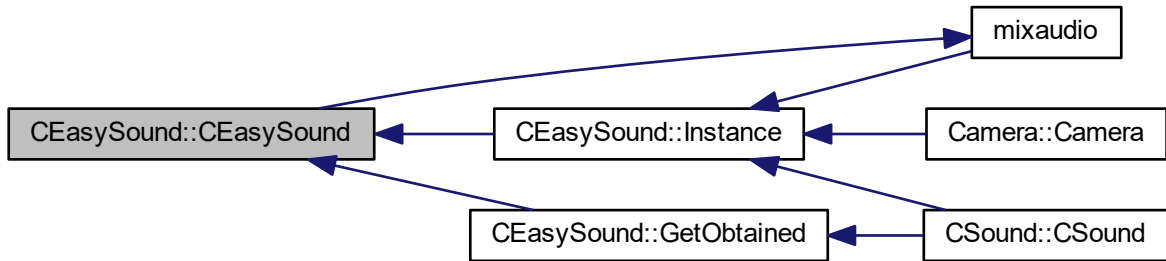 mixaudio
CEasySound::CEasySound
CEasySound::Instance
Camera::Camera
CEasySound::GetObtained
CSound::CSound